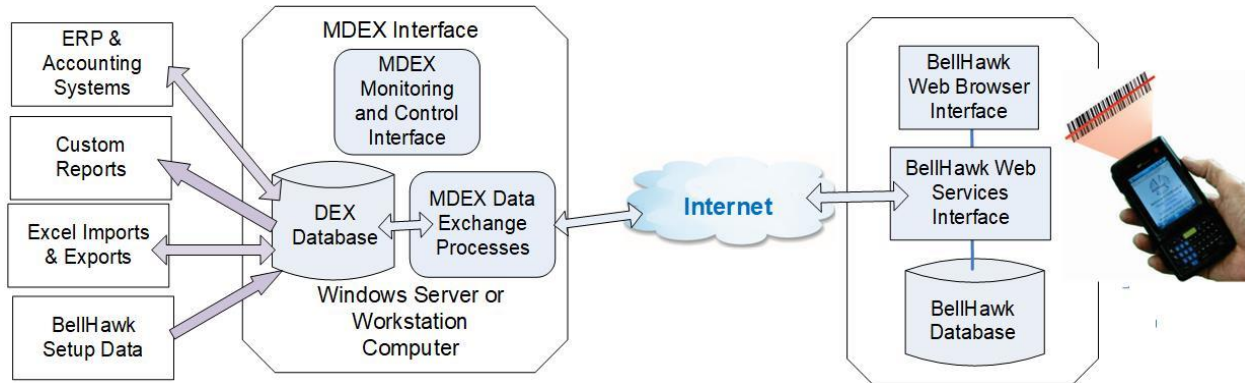 ERP &
Accounting
Systems
Custom
Reports
Excel Imports
& Exports
BellHawk
Setup Data
MDEX Interface
MDEX
Monitoring
and Control
Interface
DEX
Database
MDEX Data
Exchange
Processes
Windows Server or
Workstation
Computer
Internet
BellHawk
Web Browser
Interface
BellHawk Web
Services
Interface
BellHawk
Database